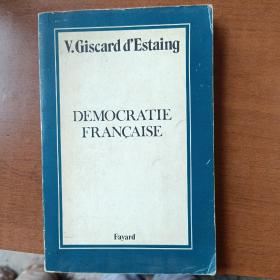 V. Giscard d'Estaing
DEMOCRATIE
FRANÇAISE
Fayard